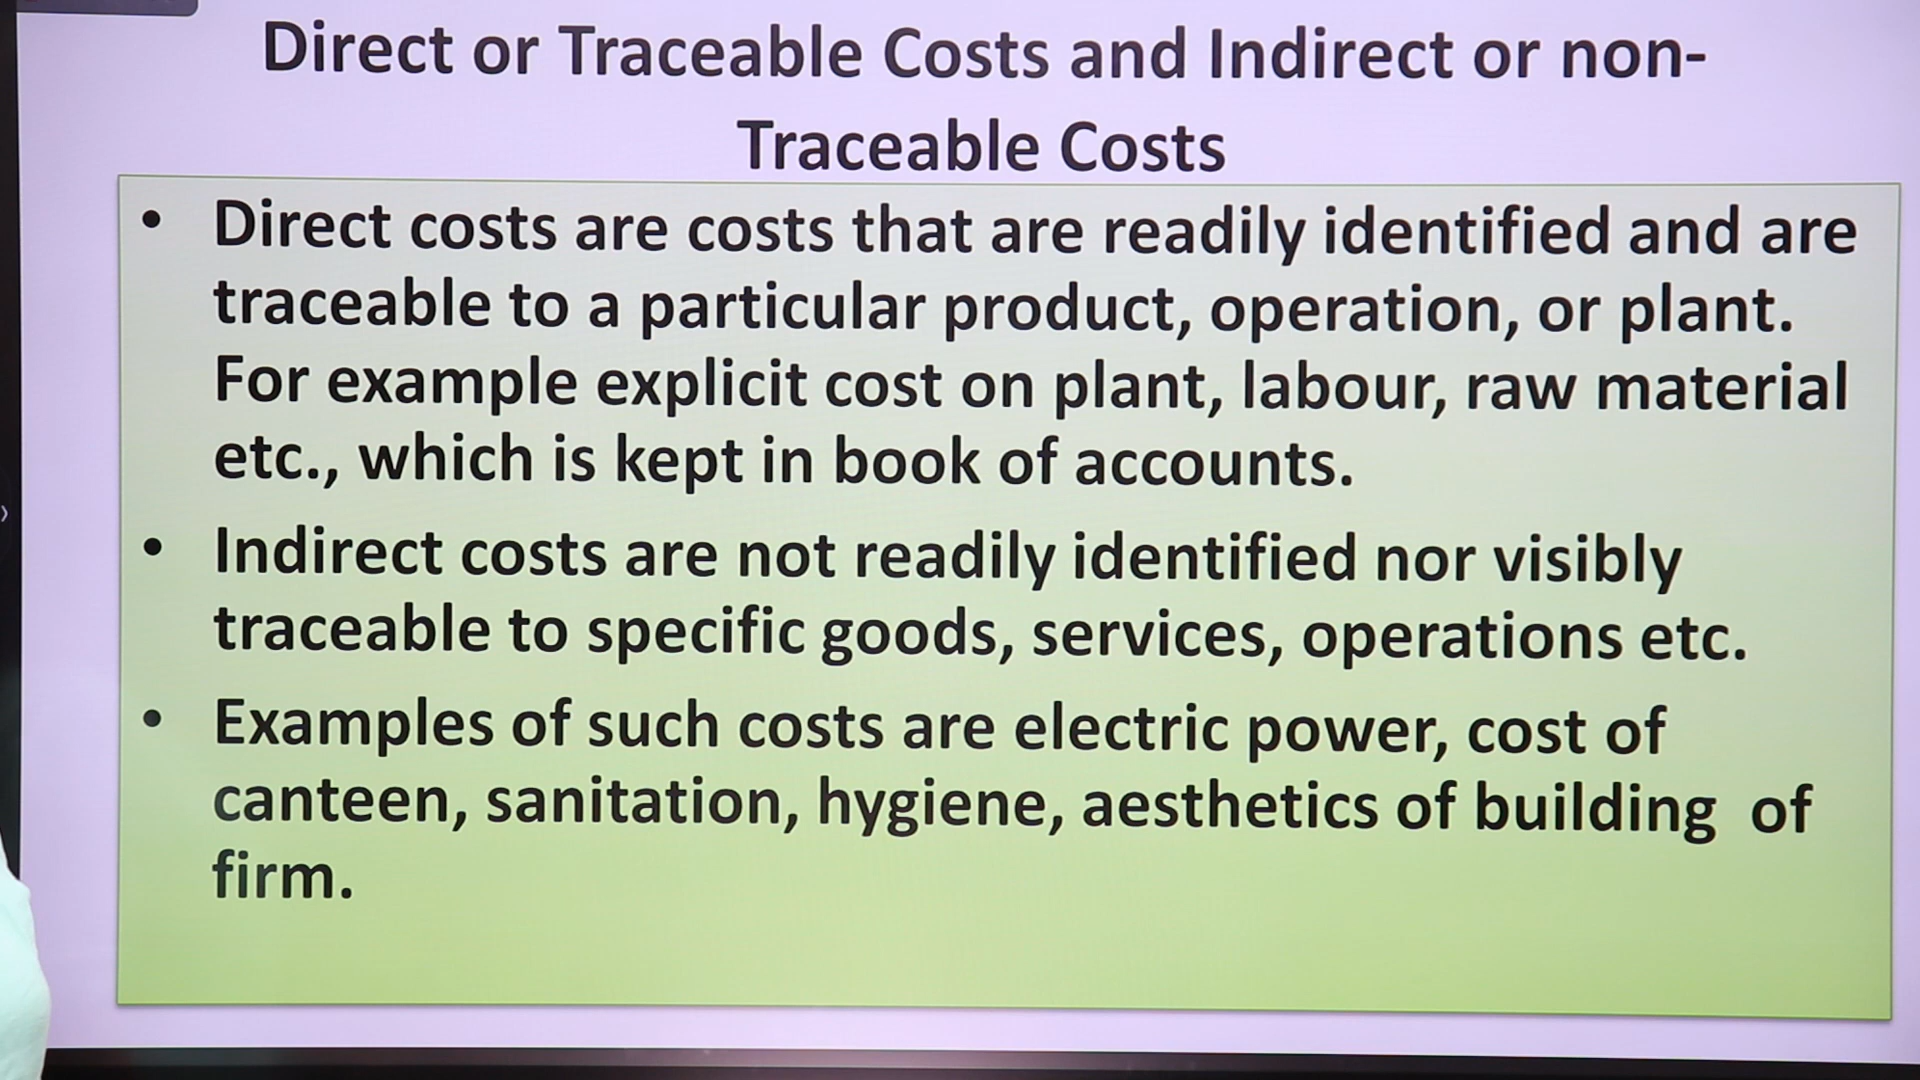 Direct or Traceable Costs and Indirect or non-
Traceable Costs
• Direct costs are costs that are readily identified and are
traceable to a particular product, operation, or plant.
For example explicit cost on plant, labour, raw material
etc., which is kept in book of accounts.
• Indirect costs are not readily identified nor visibly
traceable to specific goods, services, operations etc.
• Examples of such costs are electric power, cost of
canteen, sanitation, hygiene, aesthetics of building  of
firm.